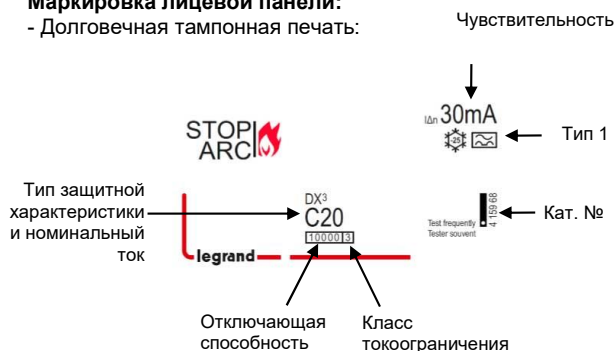 Маркировка лицевой панели:
- Долговечная тампонная печать:
Чувствительность
IΔn 30mA
-25
Тип 1
STOP
ARC
Тип защитной
характеристики
и номинальный
ток
DX³
C20
10000 3
Test frequently
Tester souvent
4 159 68
Кат. №
legrand
Отключающая
способность
Класс
токоограничения